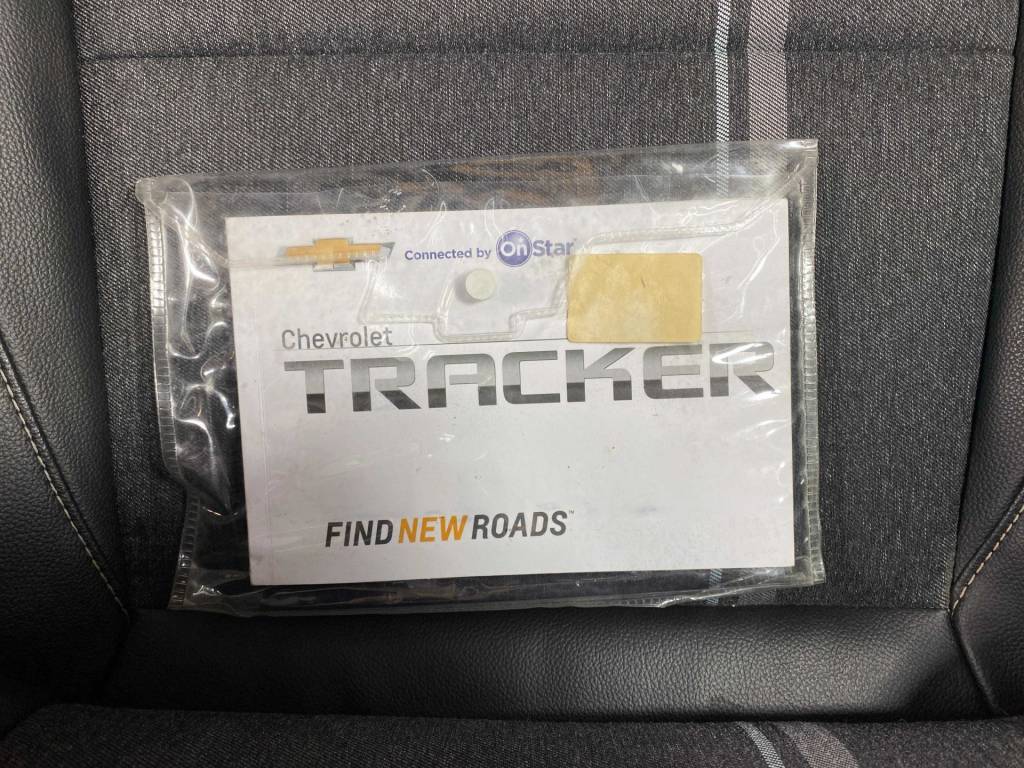 Connected by OnStar
Chevrolet
TRACKER
FIND NEW ROADS™